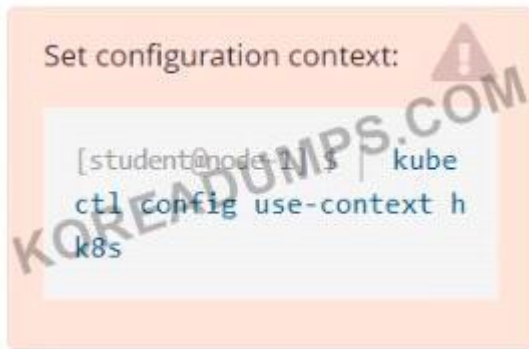 Set configuration context:
[student@node-1] $ | kube
ctl config use-context h
k8s
KOREADUMPS.COM